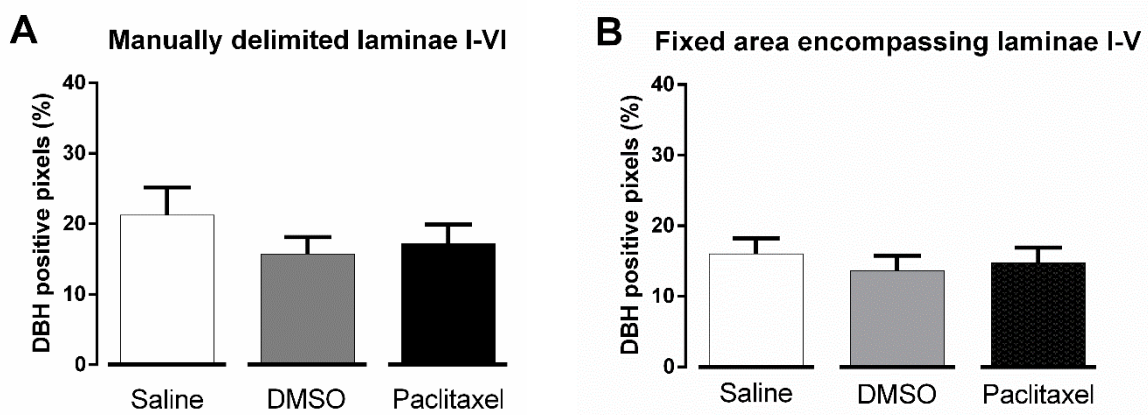 A
Manually delimited laminae I-VI
DBH positive pixels (%)
40
30
20
10
0
Saline
DMSO
Paclitaxel
B
Fixed area encompassing laminae I-V
DBH positive pixels (%)
40
30
20
10
0
Saline
DMSO
Paclitaxel